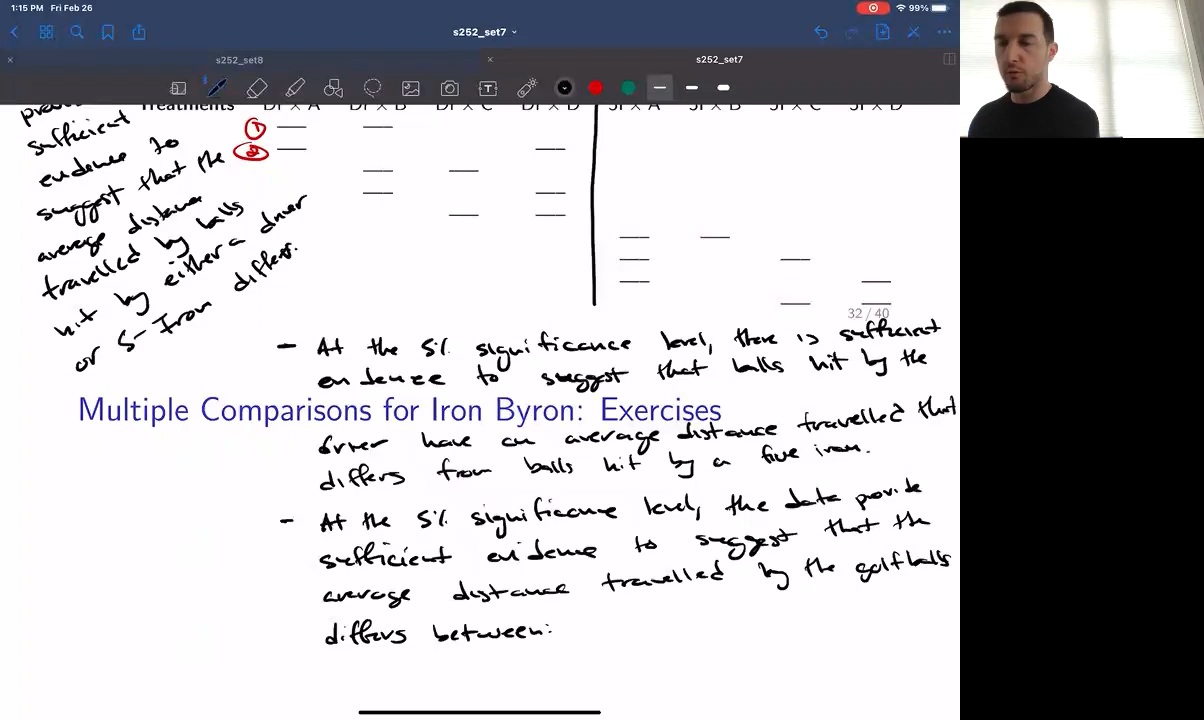 1:15 PM Fri Feb 26
99%
s252_set7
s252_set8
s252_set7
Treatments
sufficient
evidence to
suggest that the
average distance
travelled by balls
hit by either a driver
or 5-Iron differs.
1
2
32 / 40
- At the 5% significance level, there is sufficient
evidence to suggest that balls hit by the
Multiple Comparisons for Iron Byron: Exercises
driver have an average distance travelled that
differs from balls hit by a five iron.
- At the 5% significance level, the data provide
sufficient evidence to suggest that the
average distance travelled by the golf balls
differs between: